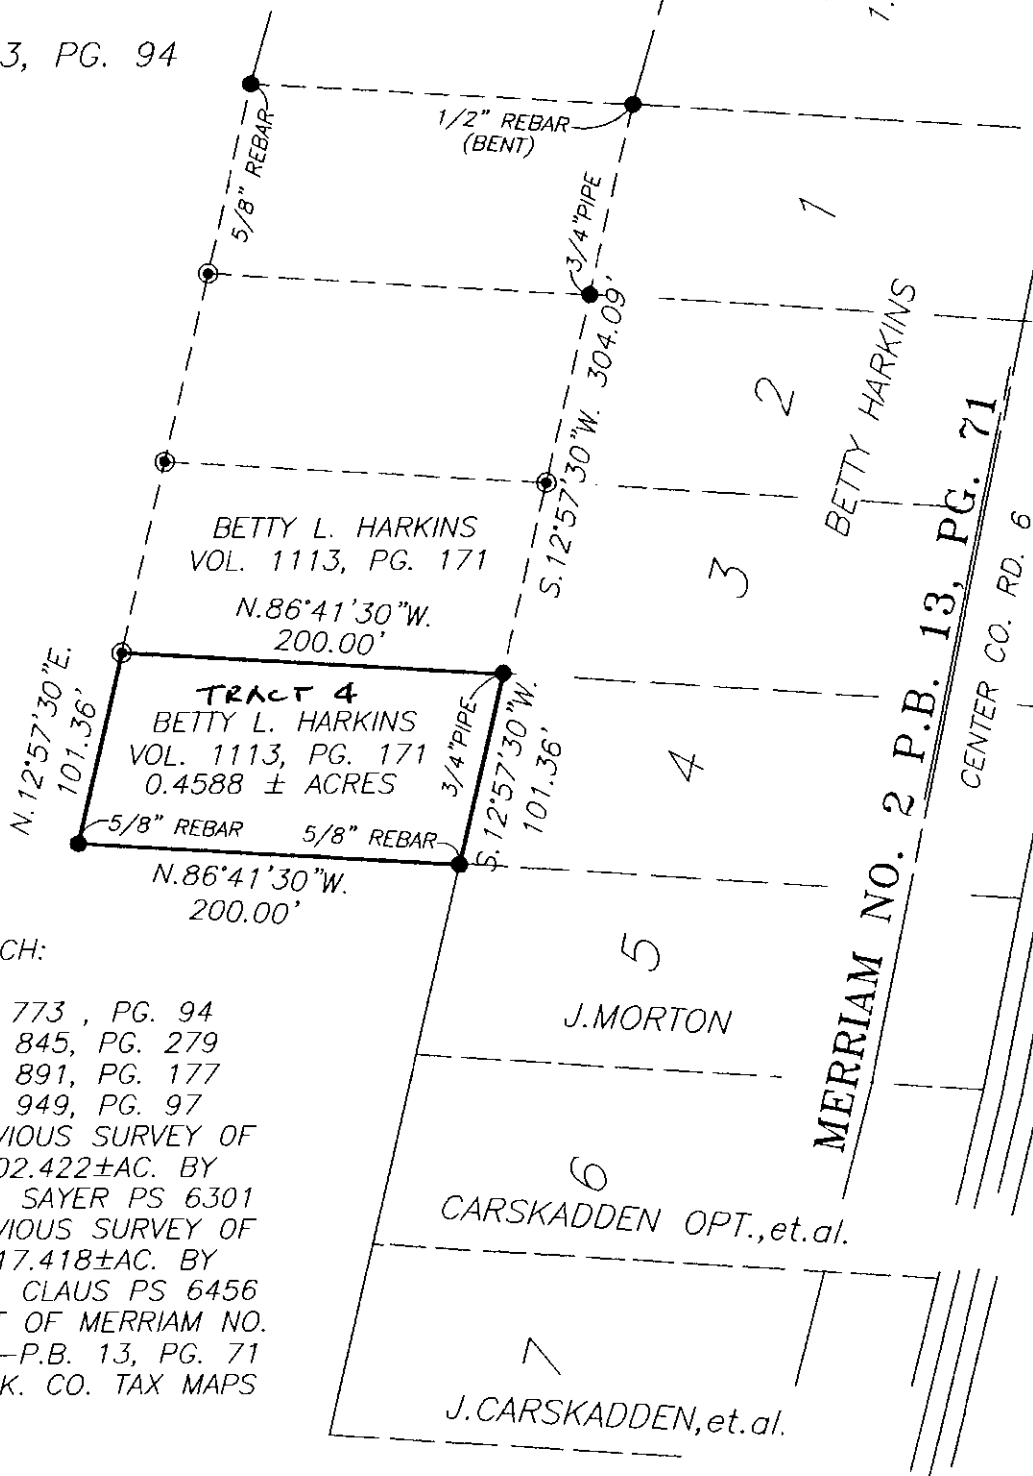 3, PG. 94
1.
5/8" REBAR
1/2" REBAR
(BENT)
3/4"PIPE
1
S.12°57'30"W. 304.09'
2
BETTY HARKINS
BETTY L. HARKINS
VOL. 1113, PG. 171
3
MERRIAM NO. 2 P.B. 13, PG. 71
CENTER CO. RD. 6
N.86°41'30"W.
200.00'
N.12°57'30"E.
101.36'
TRACT 4
BETTY L. HARKINS
VOL. 1113, PG. 171
0.4588 ± ACRES
3/4"PIPE
S.12°57'30"W.
101.36'
4
5/8" REBAR
5/8" REBAR
N.86°41'30"W.
200.00'
5
J.MORTON
CH:
773 , PG. 94
845, PG. 279
891, PG. 177
949, PG. 97
VIOUS SURVEY OF
02.422±AC. BY
SAYER PS 6301
VIOUS SURVEY OF
17.418±AC. BY
CLAUS PS 6456
T OF MERRIAM NO.
–P.B. 13, PG. 71
K. CO. TAX MAPS
6
CARSKADDEN OPT.,et.al.
7
J.CARSKADDEN,et.al.